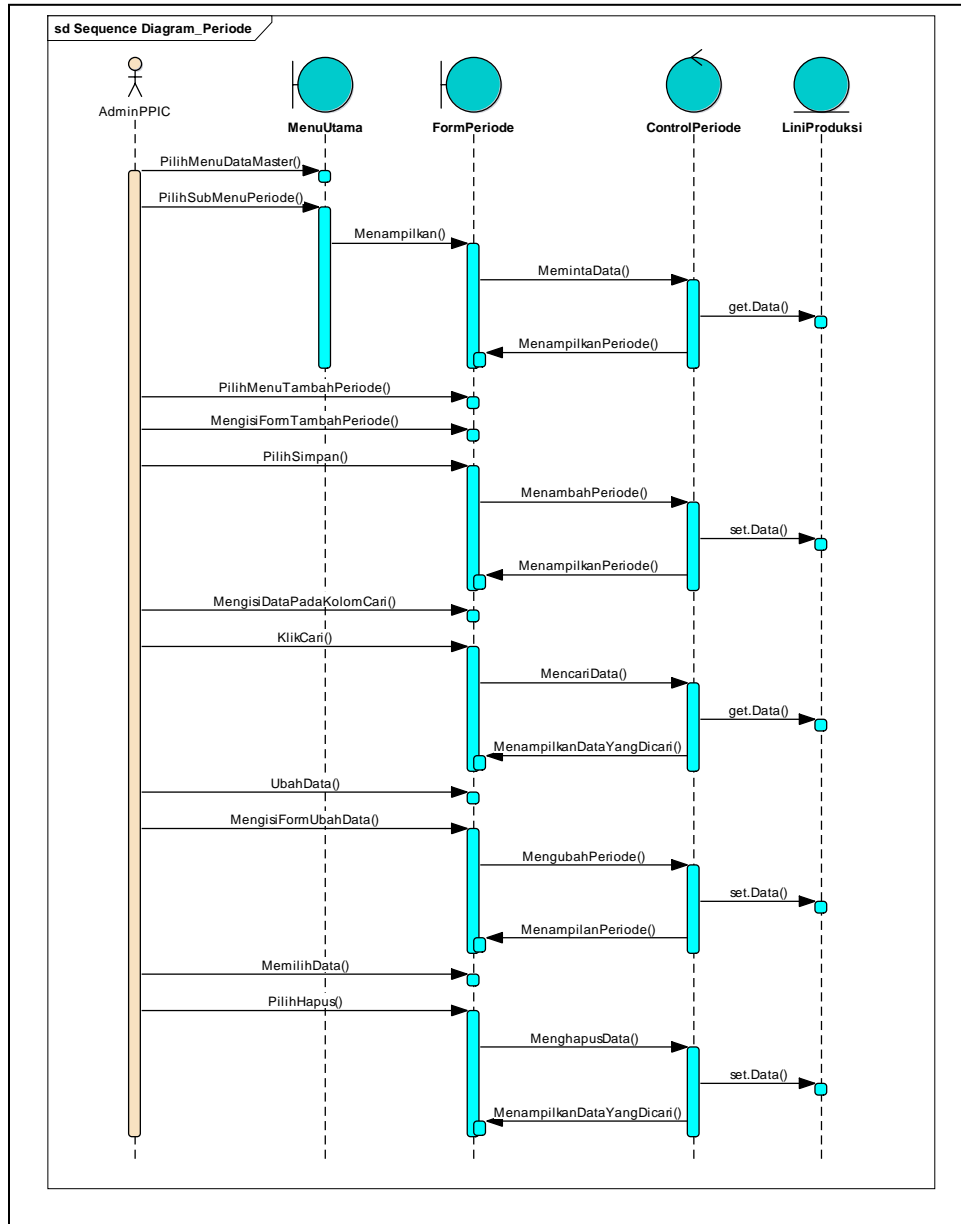 sd Sequence Diagram_Periode
AdminPPIC
MenuUtama
FormPeriode
ControlPeriode
LiniProduksi
PilihMenuDataMaster()
PilihSubMenuPeriode()
Menampilkan()
MemintaData()
get.Data()
MenampilkanPeriode()
PilihMenuTambahPeriode()
MengisiFormTambahPeriode()
PilihSimpan()
MenambahPeriode()
set.Data()
MenampilkanPeriode()
MengisiDataPadaKolomCari()
KlikCari()
MencariData()
get.Data()
MenampilkanDataYangDicari()
UbahData()
MengisiFormUbahData()
MengubahPeriode()
set.Data()
MenampilanPeriode()
MemilihData()
PilihHapus()
MenghapusData()
set.Data()
MenampilkanDataYangDicari()